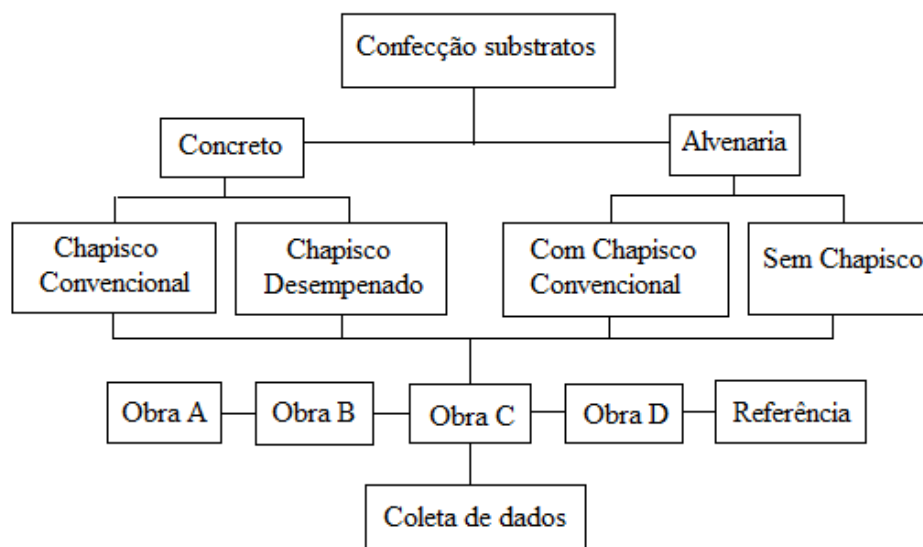 Confecção substratos
Concreto
Alvenaria
Chapisco
Convencional
Chapisco
Desempenado
Com Chapisco
Convencional
Sem Chapisco
Obra A
Obra B
Obra C
Obra D
Referência
Coleta de dados